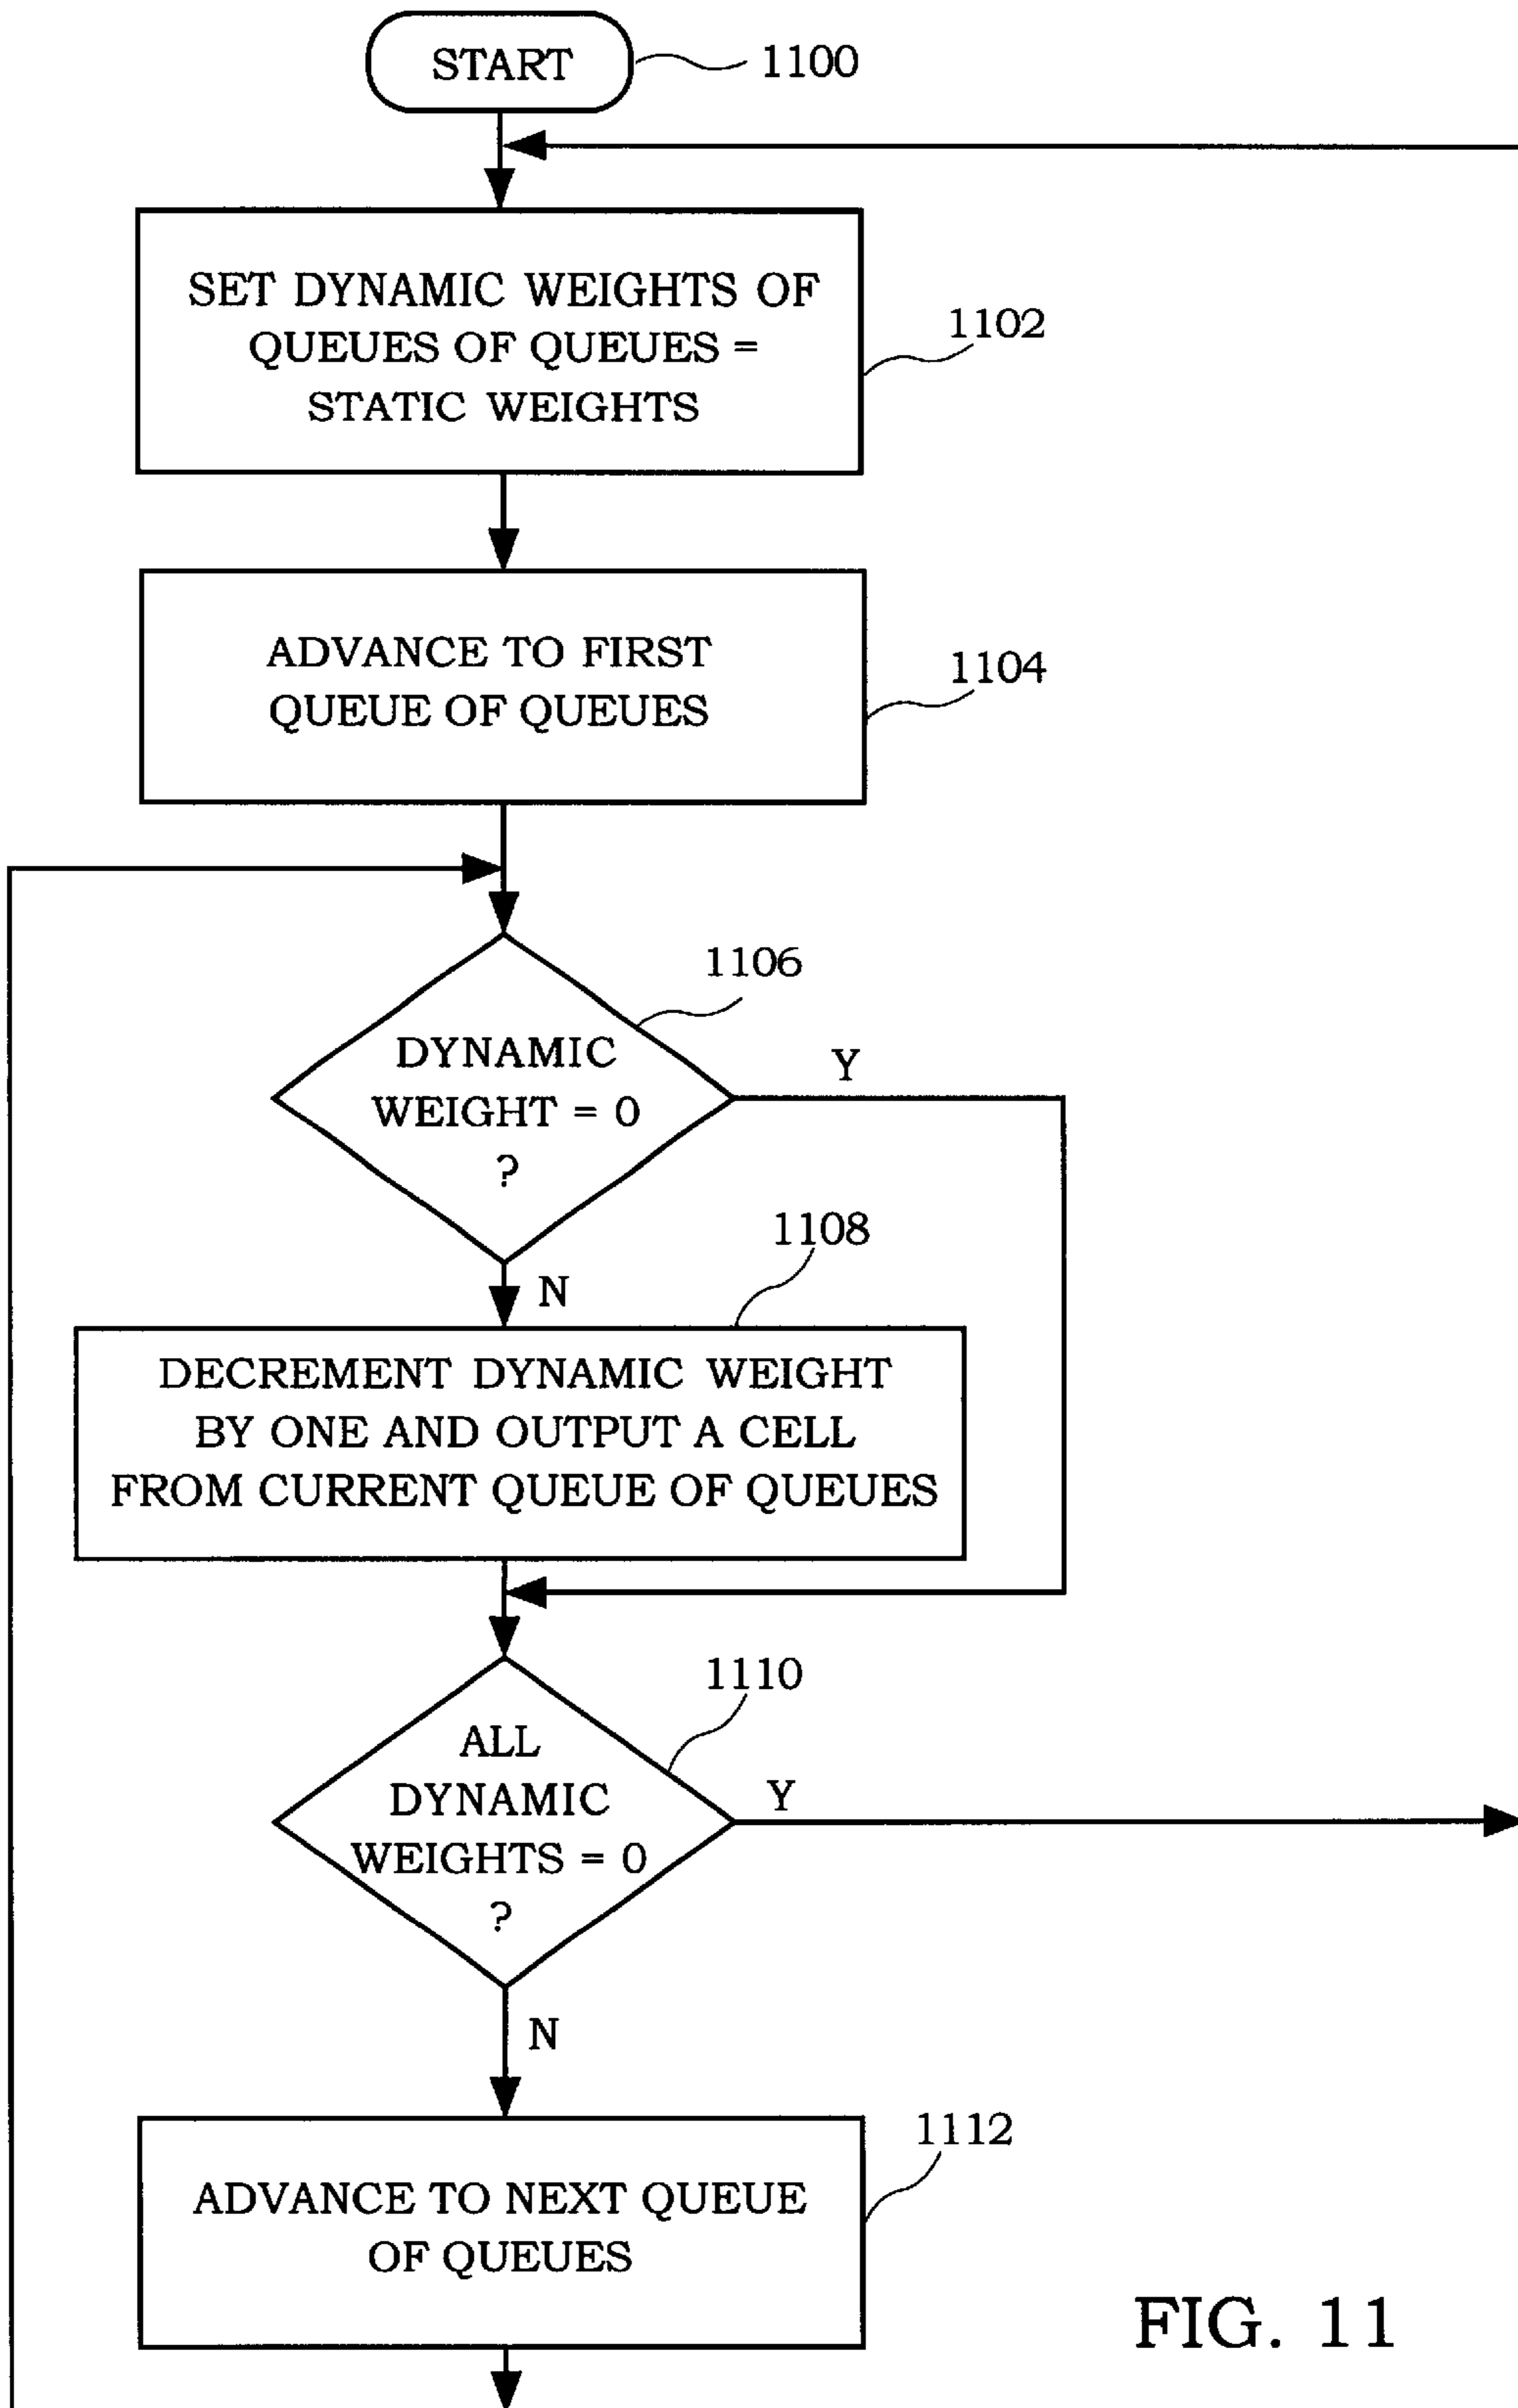 START
1100
SET DYNAMIC WEIGHTS OF
QUEUES OF QUEUES =
STATIC WEIGHTS
1102
ADVANCE TO FIRST
QUEUE OF QUEUES
1104
1106
DYNAMIC
WEIGHT = 0
?
Y
N
1108
DECREMENT DYNAMIC WEIGHT
BY ONE AND OUTPUT A CELL
FROM CURRENT QUEUE OF QUEUES
1110
ALL
DYNAMIC
WEIGHTS = 0
?
Y
N
1112
ADVANCE TO NEXT QUEUE
OF QUEUES
FIG. 11